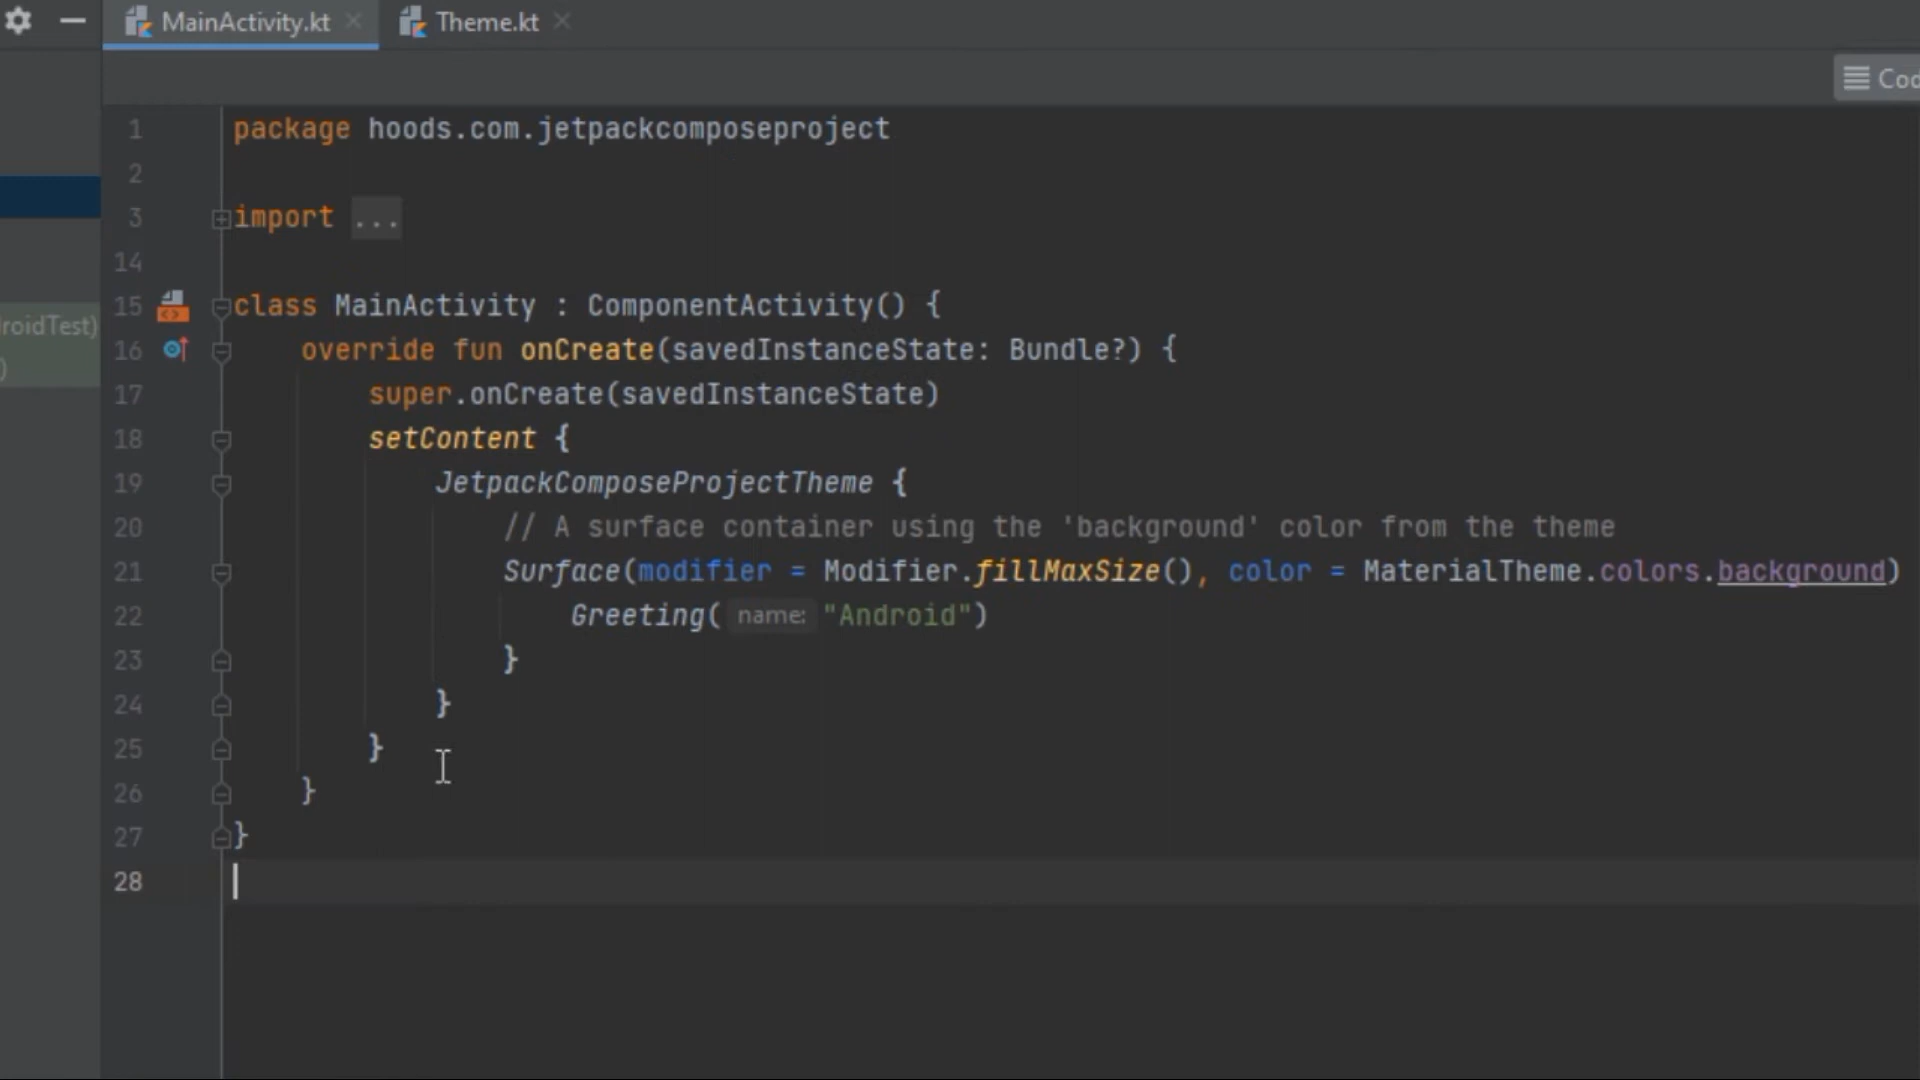 MainActivity.kt Theme.kt
Cod
1 package hoods.com.jetpackcomposeproject
2
3 import ...
14
15 class MainActivity : ComponentActivity() {
16 override fun onCreate(savedInstanceState: Bundle?) {
17 super.onCreate(savedInstanceState)
18 setContent {
19 JetpackComposeProjectTheme {
20 // A surface container using the 'background' color from the theme
21 Surface(modifier = Modifier.fillMaxSize(), color = MaterialTheme.colors.background)
22 Greeting( name: "Android")
23 }
24 }
25 }
26 }
27 }
28
roidTest)
)